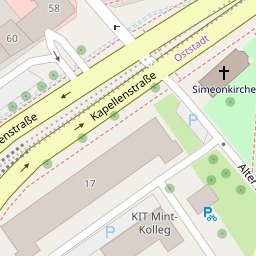 58
60
Oststadt
Simeonkirche
Kapellenstraße
enstraße
P
17
Alter
KIT Mint-
Kolleg
P
P